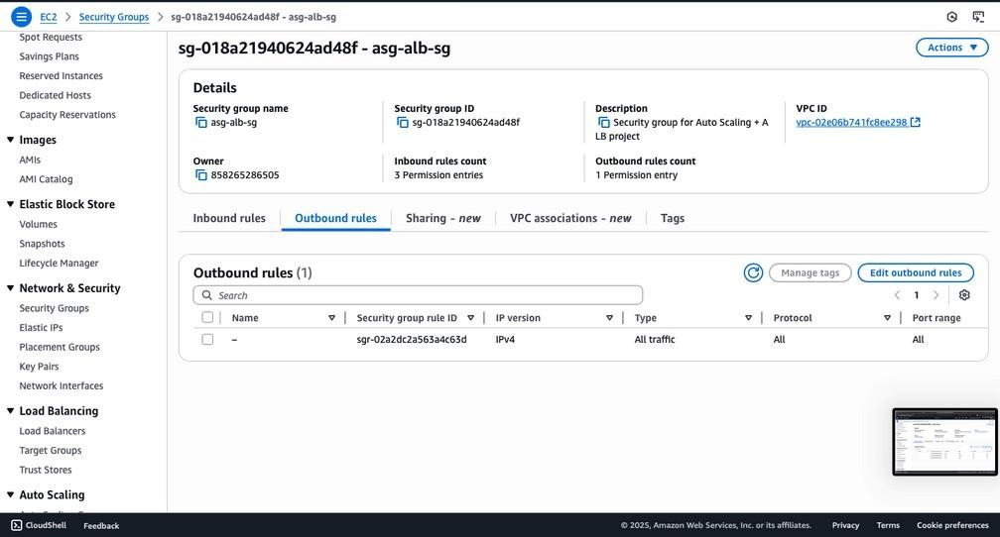 EC2 > Security Groups > sg-018a21940624ad48f - asg-alb-sg
Spot Requests
Savings Plans
Reserved Instances
Dedicated Hosts
Capacity Reservations
Images
AMIs
AMI Catalog
Elastic Block Store
Volumes
Snapshots
Lifecycle Manager
Network & Security
Security Groups
Elastic IPs
Placement Groups
Key Pairs
Network Interfaces
Load Balancing
Load Balancers
Target Groups
Trust Stores
Auto Scaling
sg-018a21940624ad48f - asg-alb-sg
Actions
Details
Security group name
asg-alb-sg
Security group ID
sg-018a21940624ad48f
Description
Security group for Auto Scaling + A
LB project
VPC ID
vpc-02e06b741fc8ee298
Owner
858265286505
Inbound rules count
3 Permission entries
Outbound rules count
1 Permission entry
Inbound rules
Outbound rules
Sharing - new
VPC associations - new
Tags
Outbound rules (1)
Manage tags
Edit outbound rules
Search
1
Name Security group rule ID IP version Type Protocol Port range
– sgr-02a2dc2a563a4c63d IPv4 All traffic All All
CloudShell Feedback © 2025, Amazon Web Services, Inc. or its affiliates. Privacy Terms Cookie preferences